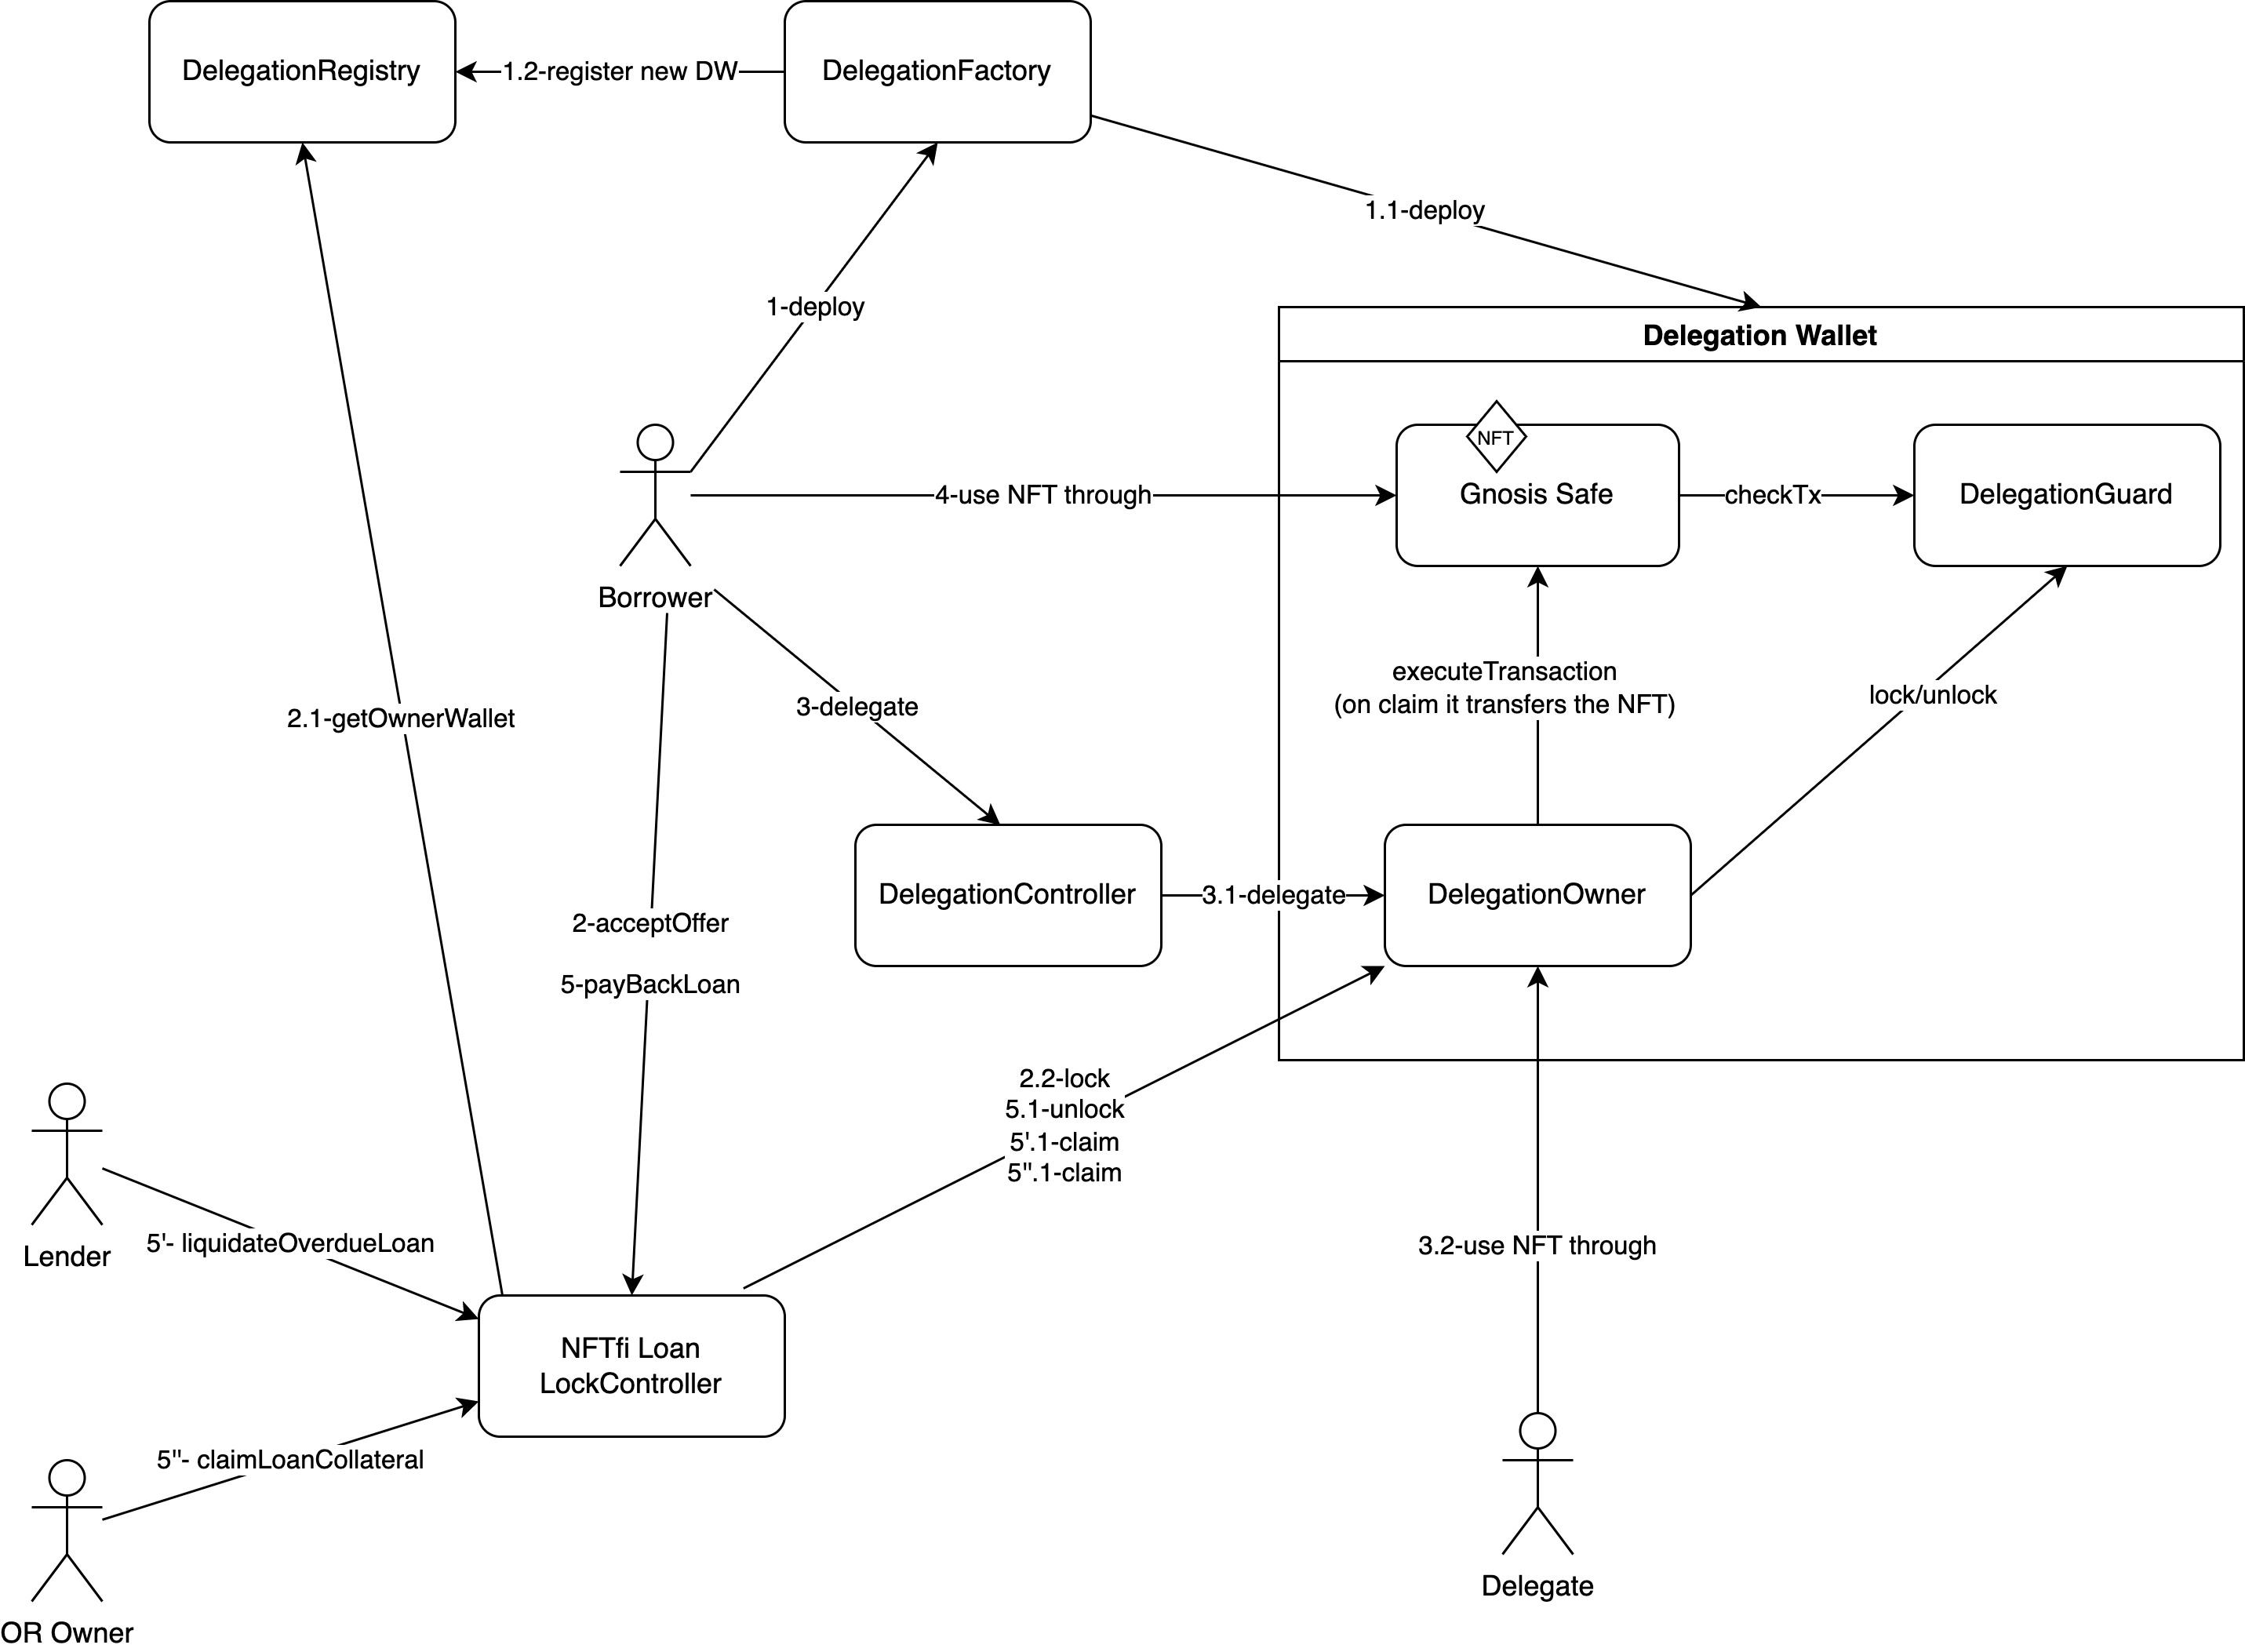 DelegationRegistry
1.2-register new DW
DelegationFactory
1.1-deploy
1-deploy
Delegation Wallet
NFT
4-use NFT through
Gnosis Safe
checkTx
DelegationGuard
Borrower
executeTransaction
(on claim it transfers the NFT)
lock/unlock
2.1-getOwnerWallet
3-delegate
DelegationController
3.1-delegate
DelegationOwner
2-acceptOffer
5-payBackLoan
2.2-lock
5.1-unlock
5'.1-claim
5".1-claim
Lender
5'- liquidateOverdueLoan
3.2-use NFT through
NFTfi Loan
LockController
5"- claimLoanCollateral
Delegate
OR Owner